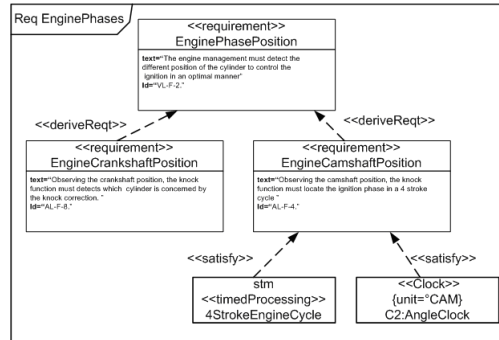 Req EnginePhases
<<requirement>>
EnginePhasePosition
text="The engine management must detect the
different position of the cylinder to control the
ignition in an optimal manner"
Id="VL-F-2."
<<deriveReqt>>
<<deriveReqt>>
<<requirement>>
EngineCrankshaftPosition
text="Observing the crankshaft position, the knock
function must detects which cylinder is concerned by
the knock correction. "
Id="AL-F-8."
<<requirement>>
EngineCamshaftPosition
text="Observing the camshaft position, the knock
function must locate the ignition phase in a 4 stroke
cycle "
Id="AL-F-4."
<<satisfy>>
<<satisfy>>
stm
<<timedProcessing>>
4StrokeEngineCycle
<<Clock>>
{unit=°CAM}
C2:AngleClock